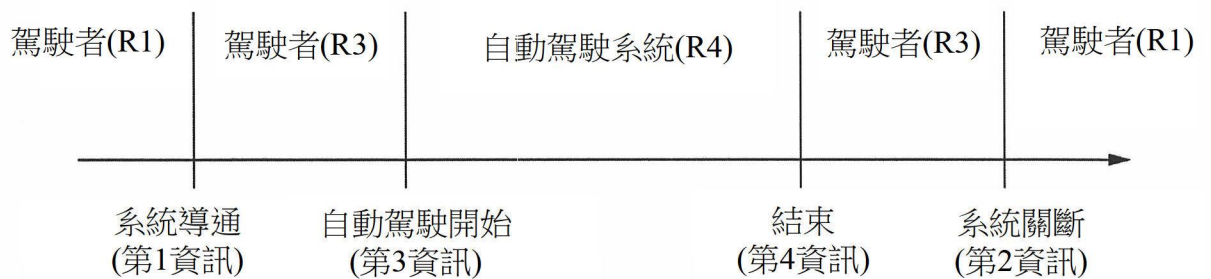 駕駛者(R1)
駕駛者(R3)
自動駕駛系統(R4)
駕駛者(R3)
駕駛者(R1)
系統導通
(第1資訊)
自動駕駛開始
(第3資訊)
結束
(第4資訊)
系統關斷
(第2資訊)